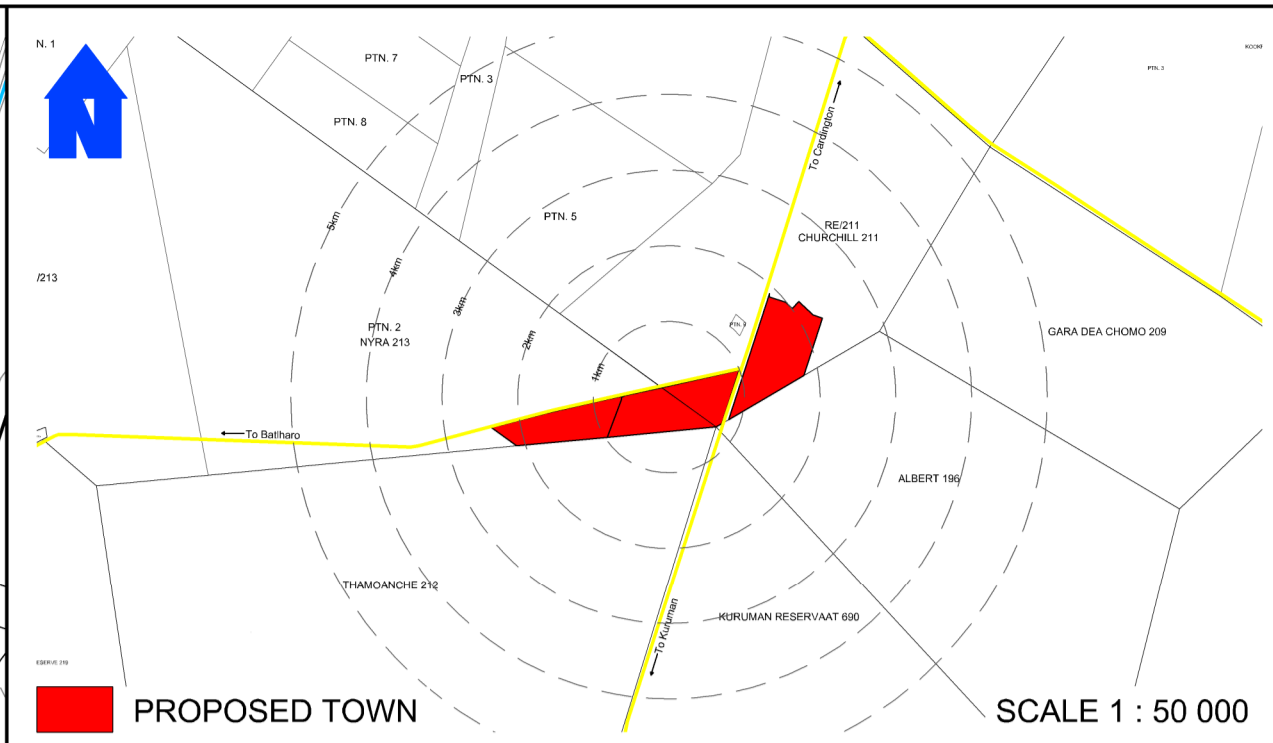 N. 1
N
PTN. 7
PTN. 3
PTN. 8
PTN. 3
To Cardington
5km
PTN. 5
RE/211
CHURCHILL 211
4km
/213
3km
PTN. 2
NYRA 213
2km
GARA DEA CHOMO 209
1km
To Batlharo
ALBERT 196
THAMOANCHE 212
KURUMAN RESERVAAT 690
To Kuruman
ESERVE 219
PROPOSED TOWN
SCALE 1 : 50 000